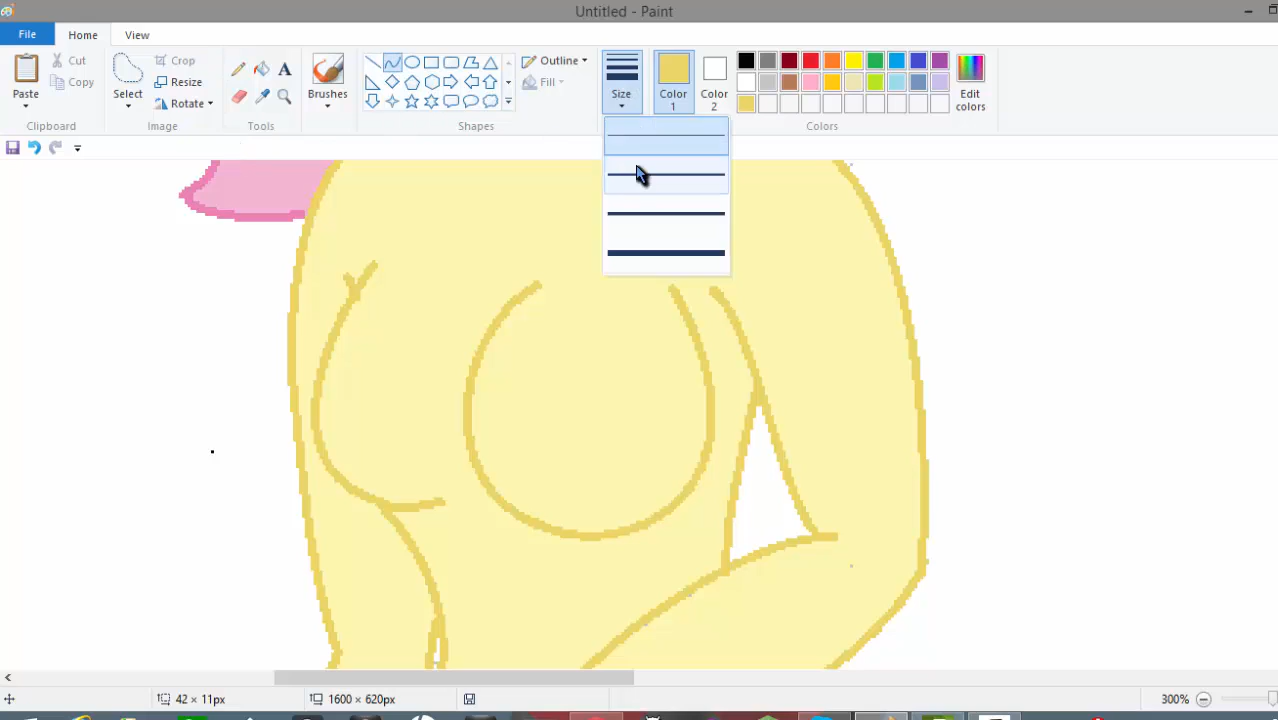 Untitled - Paint
File
Home
View
Paste
Cut
Copy
Clipboard
Select
Crop
Resize
Rotate
Image
A
Tools
Brushes
Outline
Fill
Shapes
Size
Color
1
Color
2
Edit
colors
Colors
42 × 11px
1600 × 620px
300%